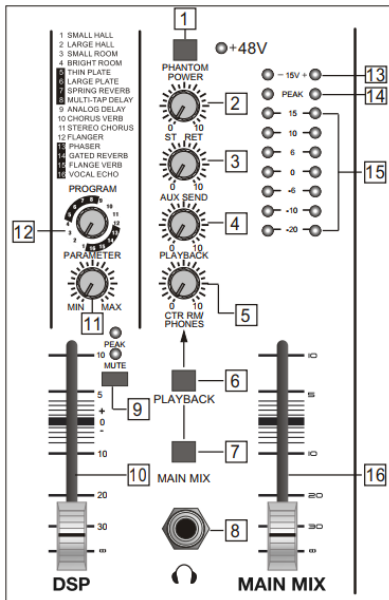 1 SMALL HALL
2 LARGE HALL
3 SMALL ROOM
4 BRIGHT ROOM
5 THIN PLATE
6 LARGE PLATE
7 SPRING REVERB
8 MULTI-TAP DELAY
9 ANALOG DELAY
10 CHORUS VERB
11 STEREO CHORUS
12 FLANGER
13 PHASER
14 GATED REVERB
15 FLANGE VERB
16 VOCAL ECHO
PROGRAM
12
PARAMETER
MIN MAX
11
PEAK
MUTE
9
10
5
+
0
-
10
20
30
∞
10
DSP
1
+48V
PHANTOM
POWER
2
0 10
ST RET
3
0 10
AUX SEND
4
0 10
PLAYBACK
5
0 10
CTR RM/
PHONES
6
PLAYBACK
7
MAIN MIX
8
- 15V +
13
PEAK
14
15
10
6
0
-6
-10
-20
15
10
5
0
10
20
30
∞
16
MAIN MIX